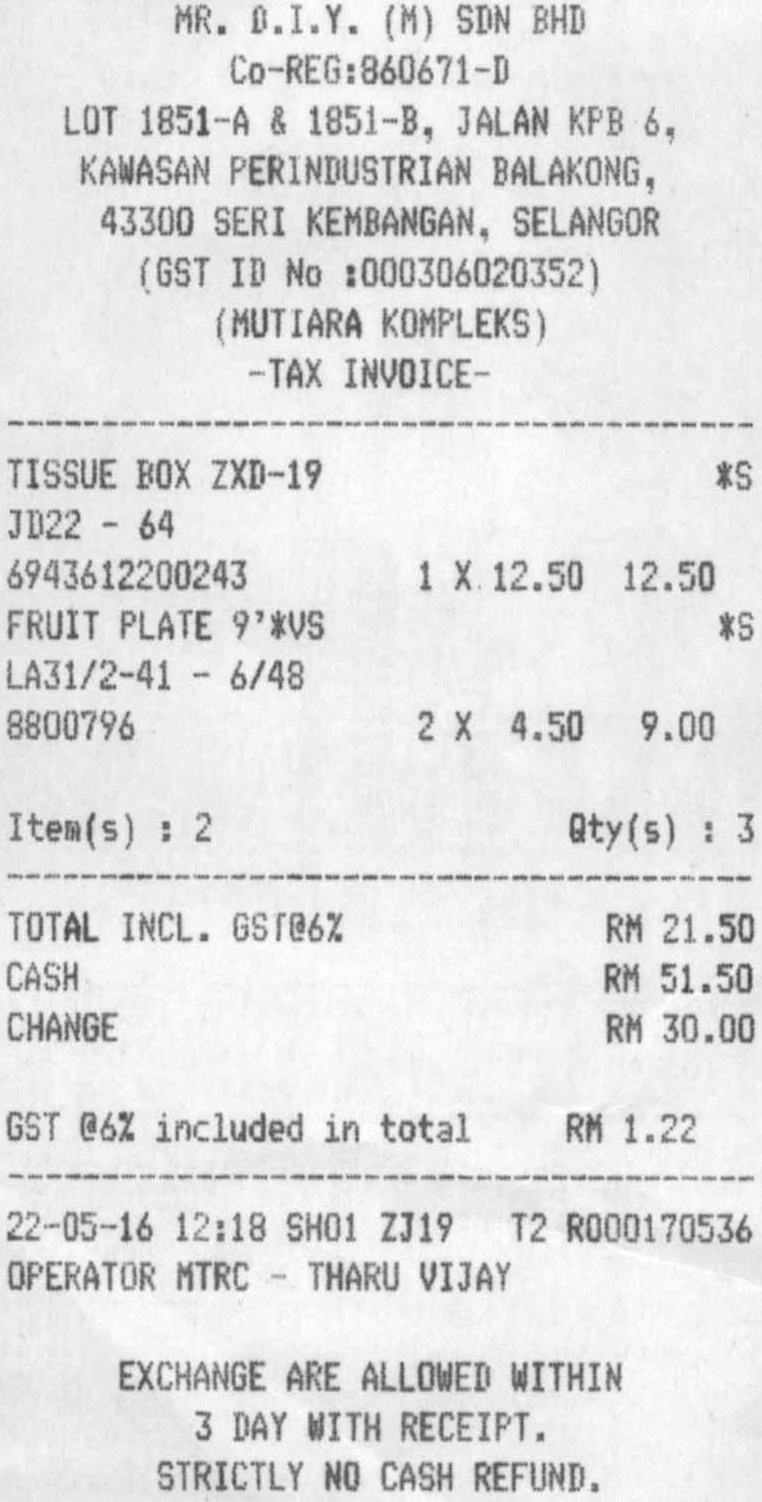 MR. D.I.Y. (M) SDN BHD
Co-REG:860671-D
LOT 1851-A & 1851-B, JALAN KPB 6,
KAWASAN PERINDUSTRIAN BALAKONG,
43300 SERI KEMBANGAN, SELANGOR
(GST ID No :000306020352)
(MUTIARA KOMPLEKS)
-TAX INVOICE-
TISSUE BOX ZXD-19 *S
JD22 - 64
6943612200243 1 X 12.50 12.50
FRUIT PLATE 9'*VS *S
LA31/2-41 - 6/48
8800796 2 X 4.50 9.00
Item(s) : 2 Qty(s) : 3
TOTAL INCL. GST@6% RM 21.50
CASH RM 51.50
CHANGE RM 30.00
GST @6% included in total RM 1.22
22-05-16 12:18 SH01 ZJ19 T2 R000170536
OPERATOR MTRC - THARU VIJAY
EXCHANGE ARE ALLOWED WITHIN
3 DAY WITH RECEIPT.
STRICTLY NO CASH REFUND.